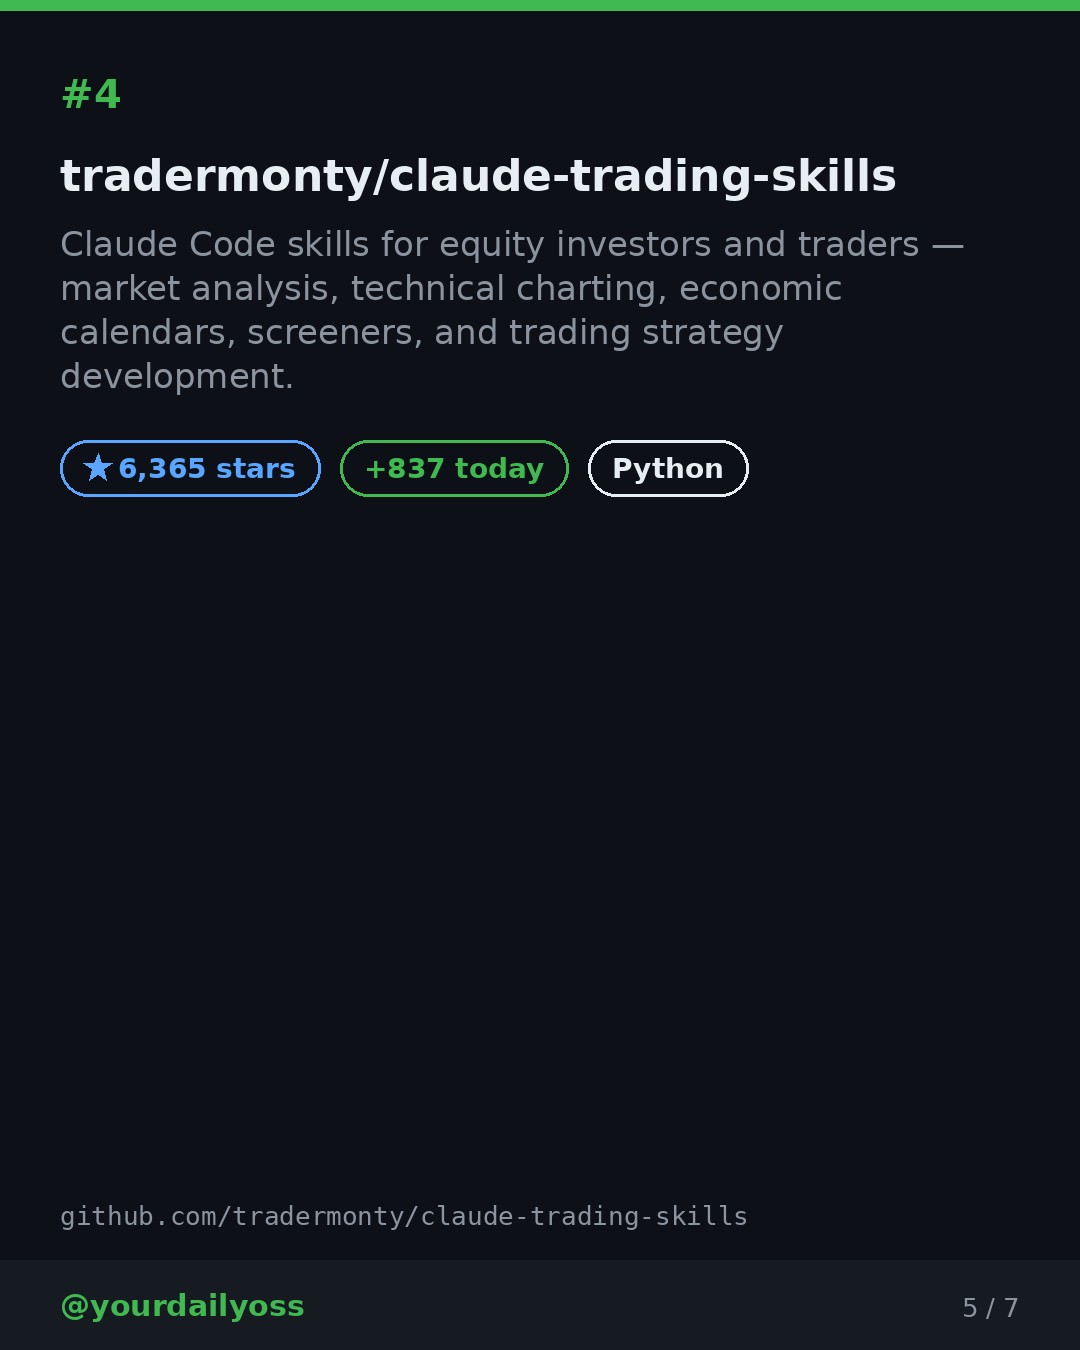 #4
tradermonty/claude-trading-skills
Claude Code skills for equity investors and traders —
market analysis, technical charting, economic
calendars, screeners, and trading strategy
development.
★ 6,365 stars
+837 today
Python
github.com/tradermonty/claude-trading-skills
@yourdailyoss
5 / 7